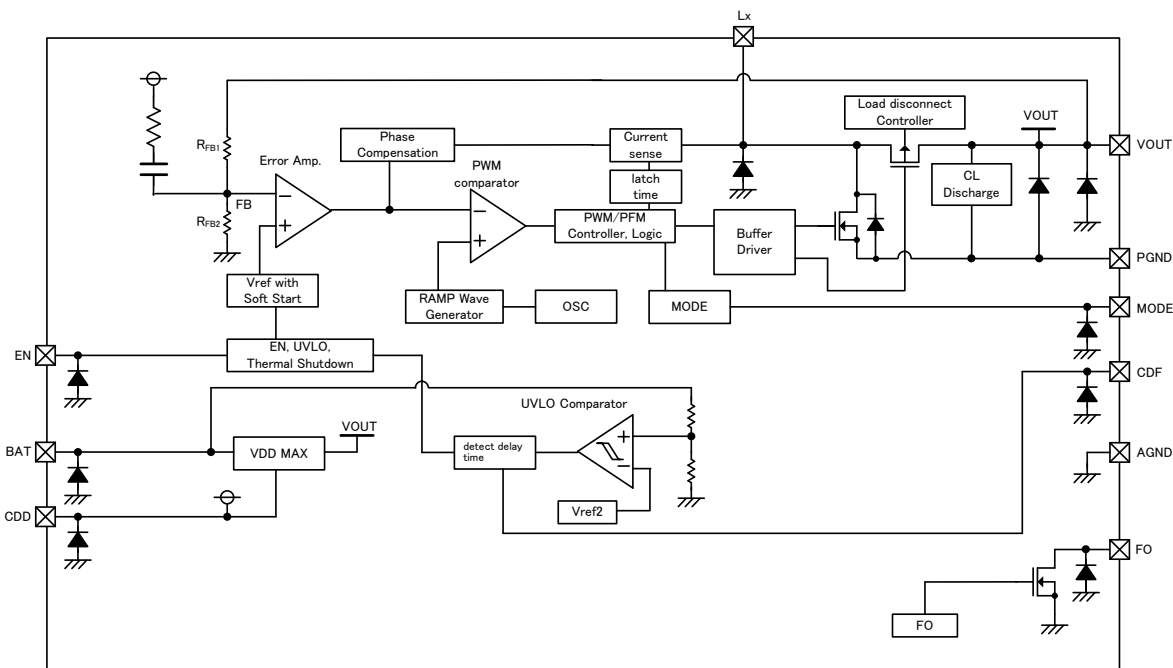 Lx
Load disconnect
Controller
VOUT
VOUT
RFB1
Phase
Compensation
Current
sense
Error Amp.
PWM
comparator
latch
time
CL
Discharge
FB
RFB2
PWM/PFM
Controller, Logic
Buffer
Driver
PGND
Vref with
Soft Start
RAMP Wave
Generator
OSC
MODE
MODE
EN
EN, UVLO,
Thermal Shutdown
CDF
UVLO Comparator
VOUT
BAT
VDD MAX
detect delay
time
AGND
Vref2
CDD
FO
FO